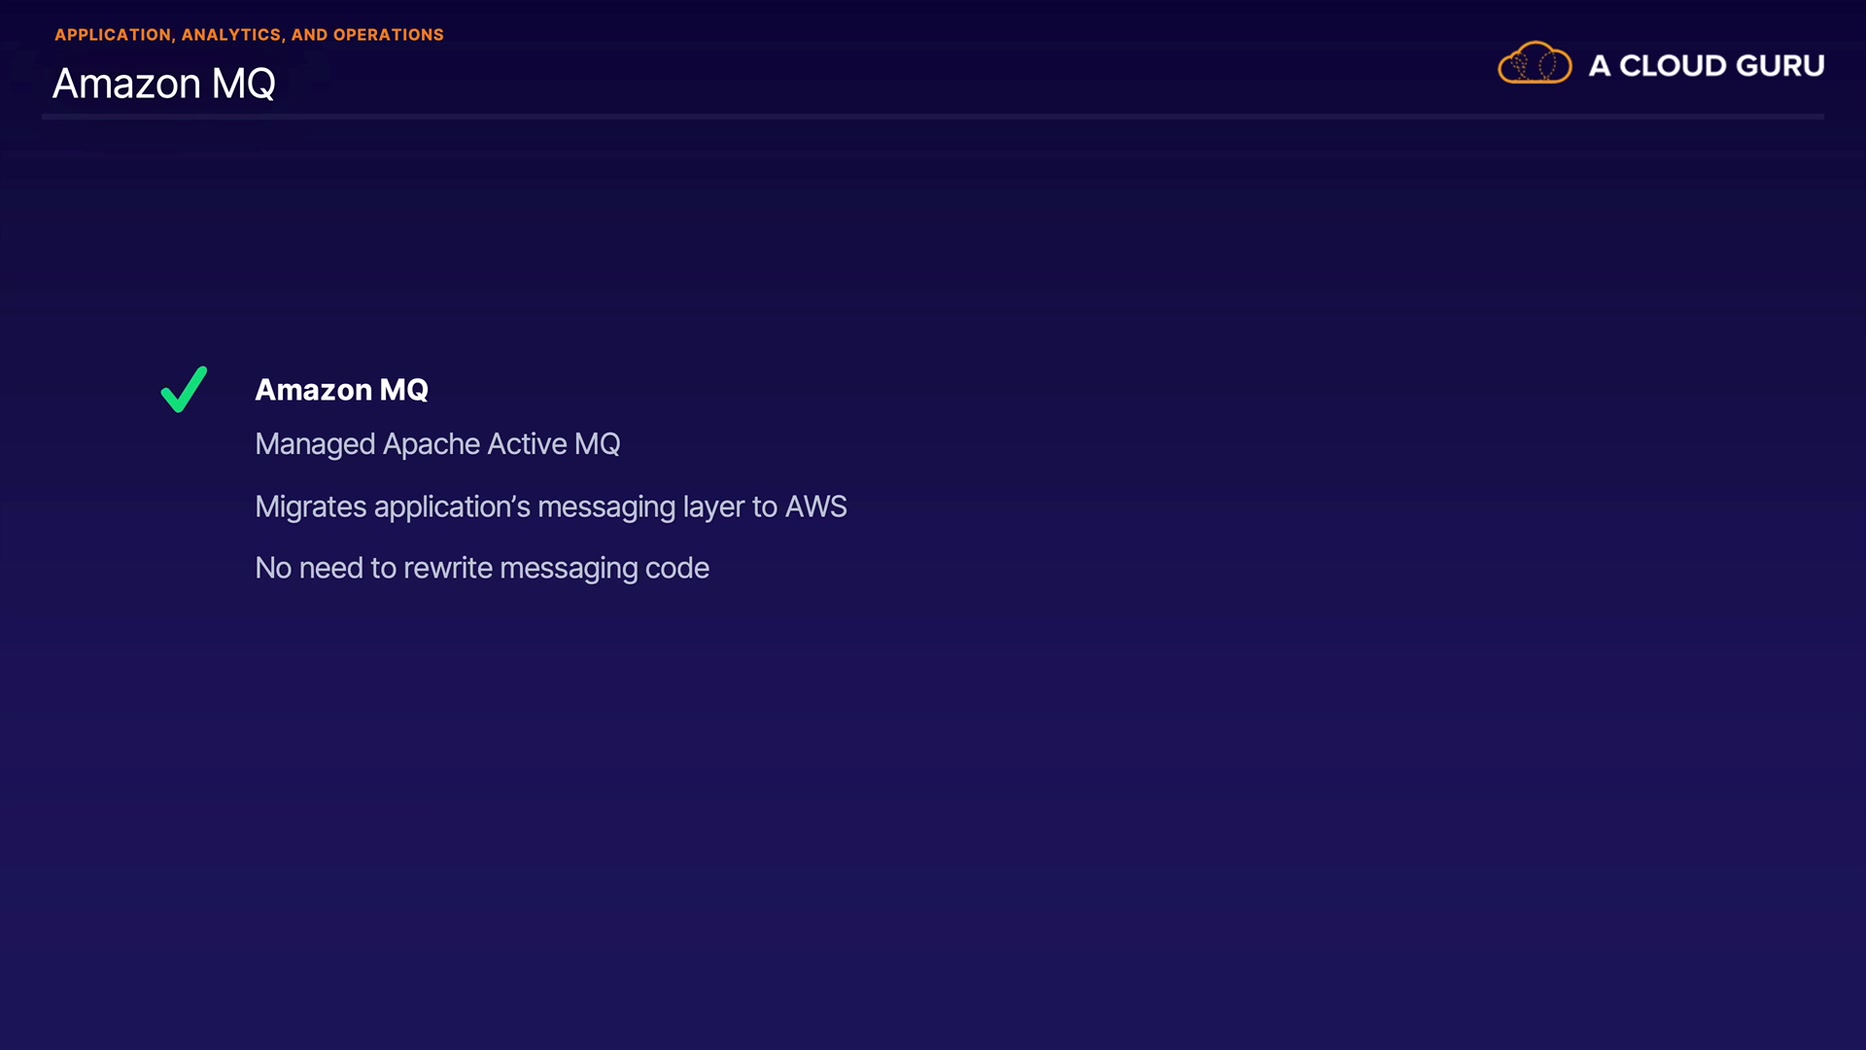 APPLICATION, ANALYTICS, AND OPERATIONS
Amazon MQ
A CLOUD GURU
Amazon MQ
Managed Apache Active MQ
Migrates application’s messaging layer to AWS
No need to rewrite messaging code